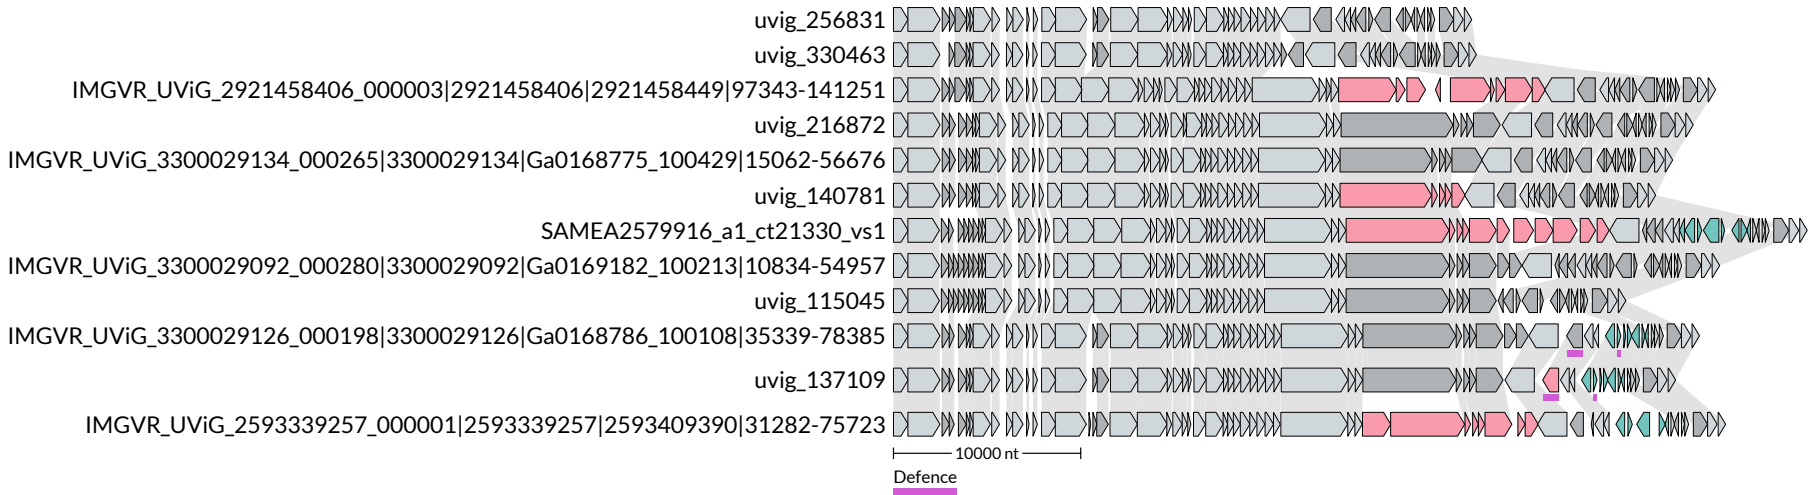 uvig_256831
uvig_330463
IMGVR_UViG_2921458406_000003|2921458406|2921458449|97343-141251
uvig_216872
IMGVR_UViG_3300029134_000265|3300029134|Ga0168775_100429|15062-56676
uvig_140781
SAMEA2579916_a1_ct21330_vs1
IMGVR_UViG_3300029092_000280|3300029092|Ga0169182_100213|10834-54957
uvig_115045
IMGVR_UViG_3300029126_000198|3300029126|Ga0168786_100108|35339-78385
uvig_137109
IMGVR_UViG_2593339257_000001|2593339257|2593409390|31282-75723
10000 nt
Defence